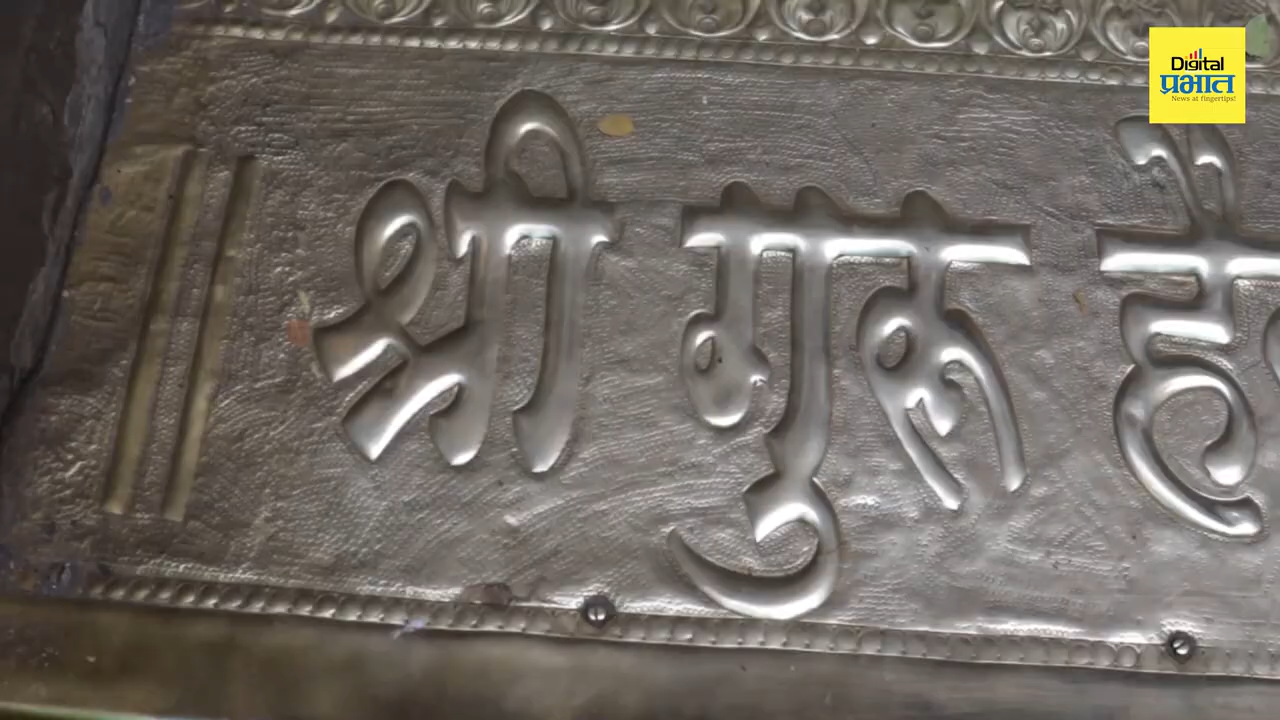 Digital
प्रभात
News at fingertips!
॥ श्री गुरू है